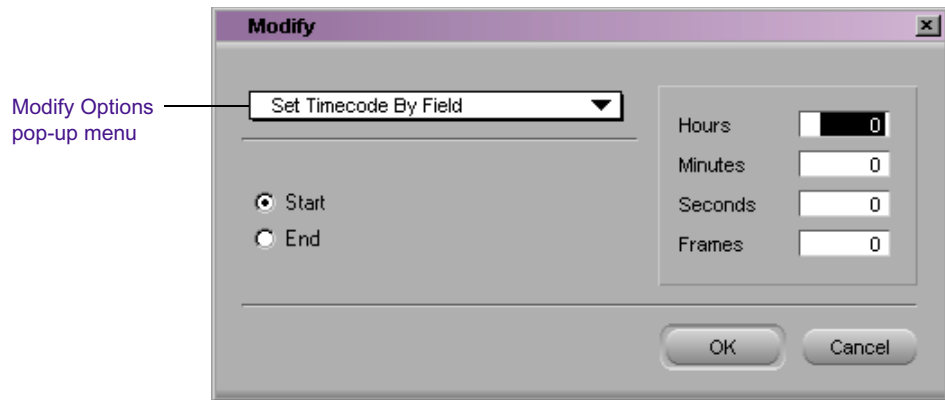 Modify
Modify Options
pop-up menu
Set Timecode By Field
Start
End
Hours 0
Minutes 0
Seconds 0
Frames 0
OK Cancel